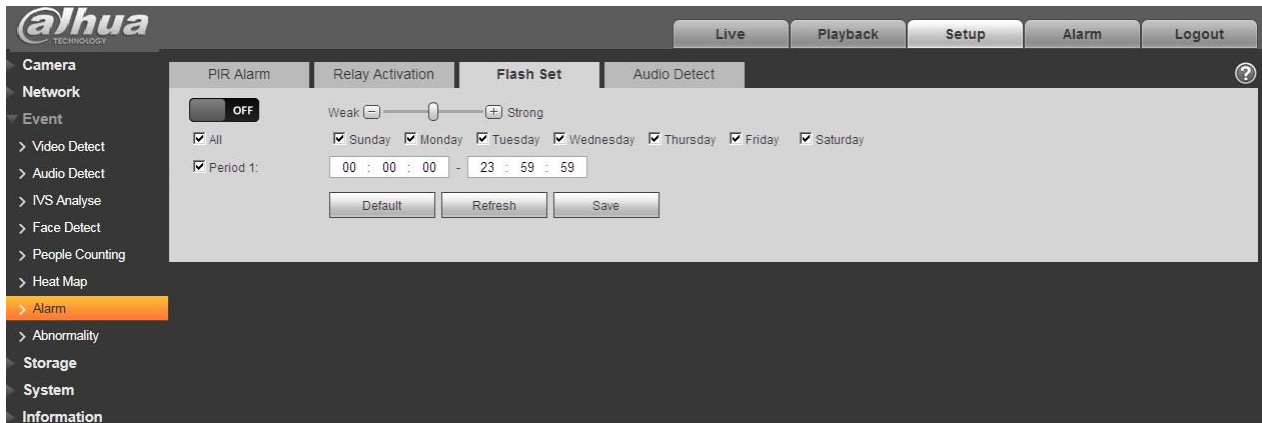 alhua
TECHNOLOGY
Live Playback Setup Alarm Logout
Camera
Network
Event
> Video Detect
> Audio Detect
> IVS Analyse
> Face Detect
> People Counting
> Heat Map
> Alarm
> Abnormality
Storage
System
Information
PIR Alarm Relay Activation Flash Set Audio Detect
?
OFF Weak - + Strong
All Sunday Monday Tuesday Wednesday Thursday Friday Saturday
Period 1: 00 : 00 : 00 - 23 : 59 : 59
Default Refresh Save